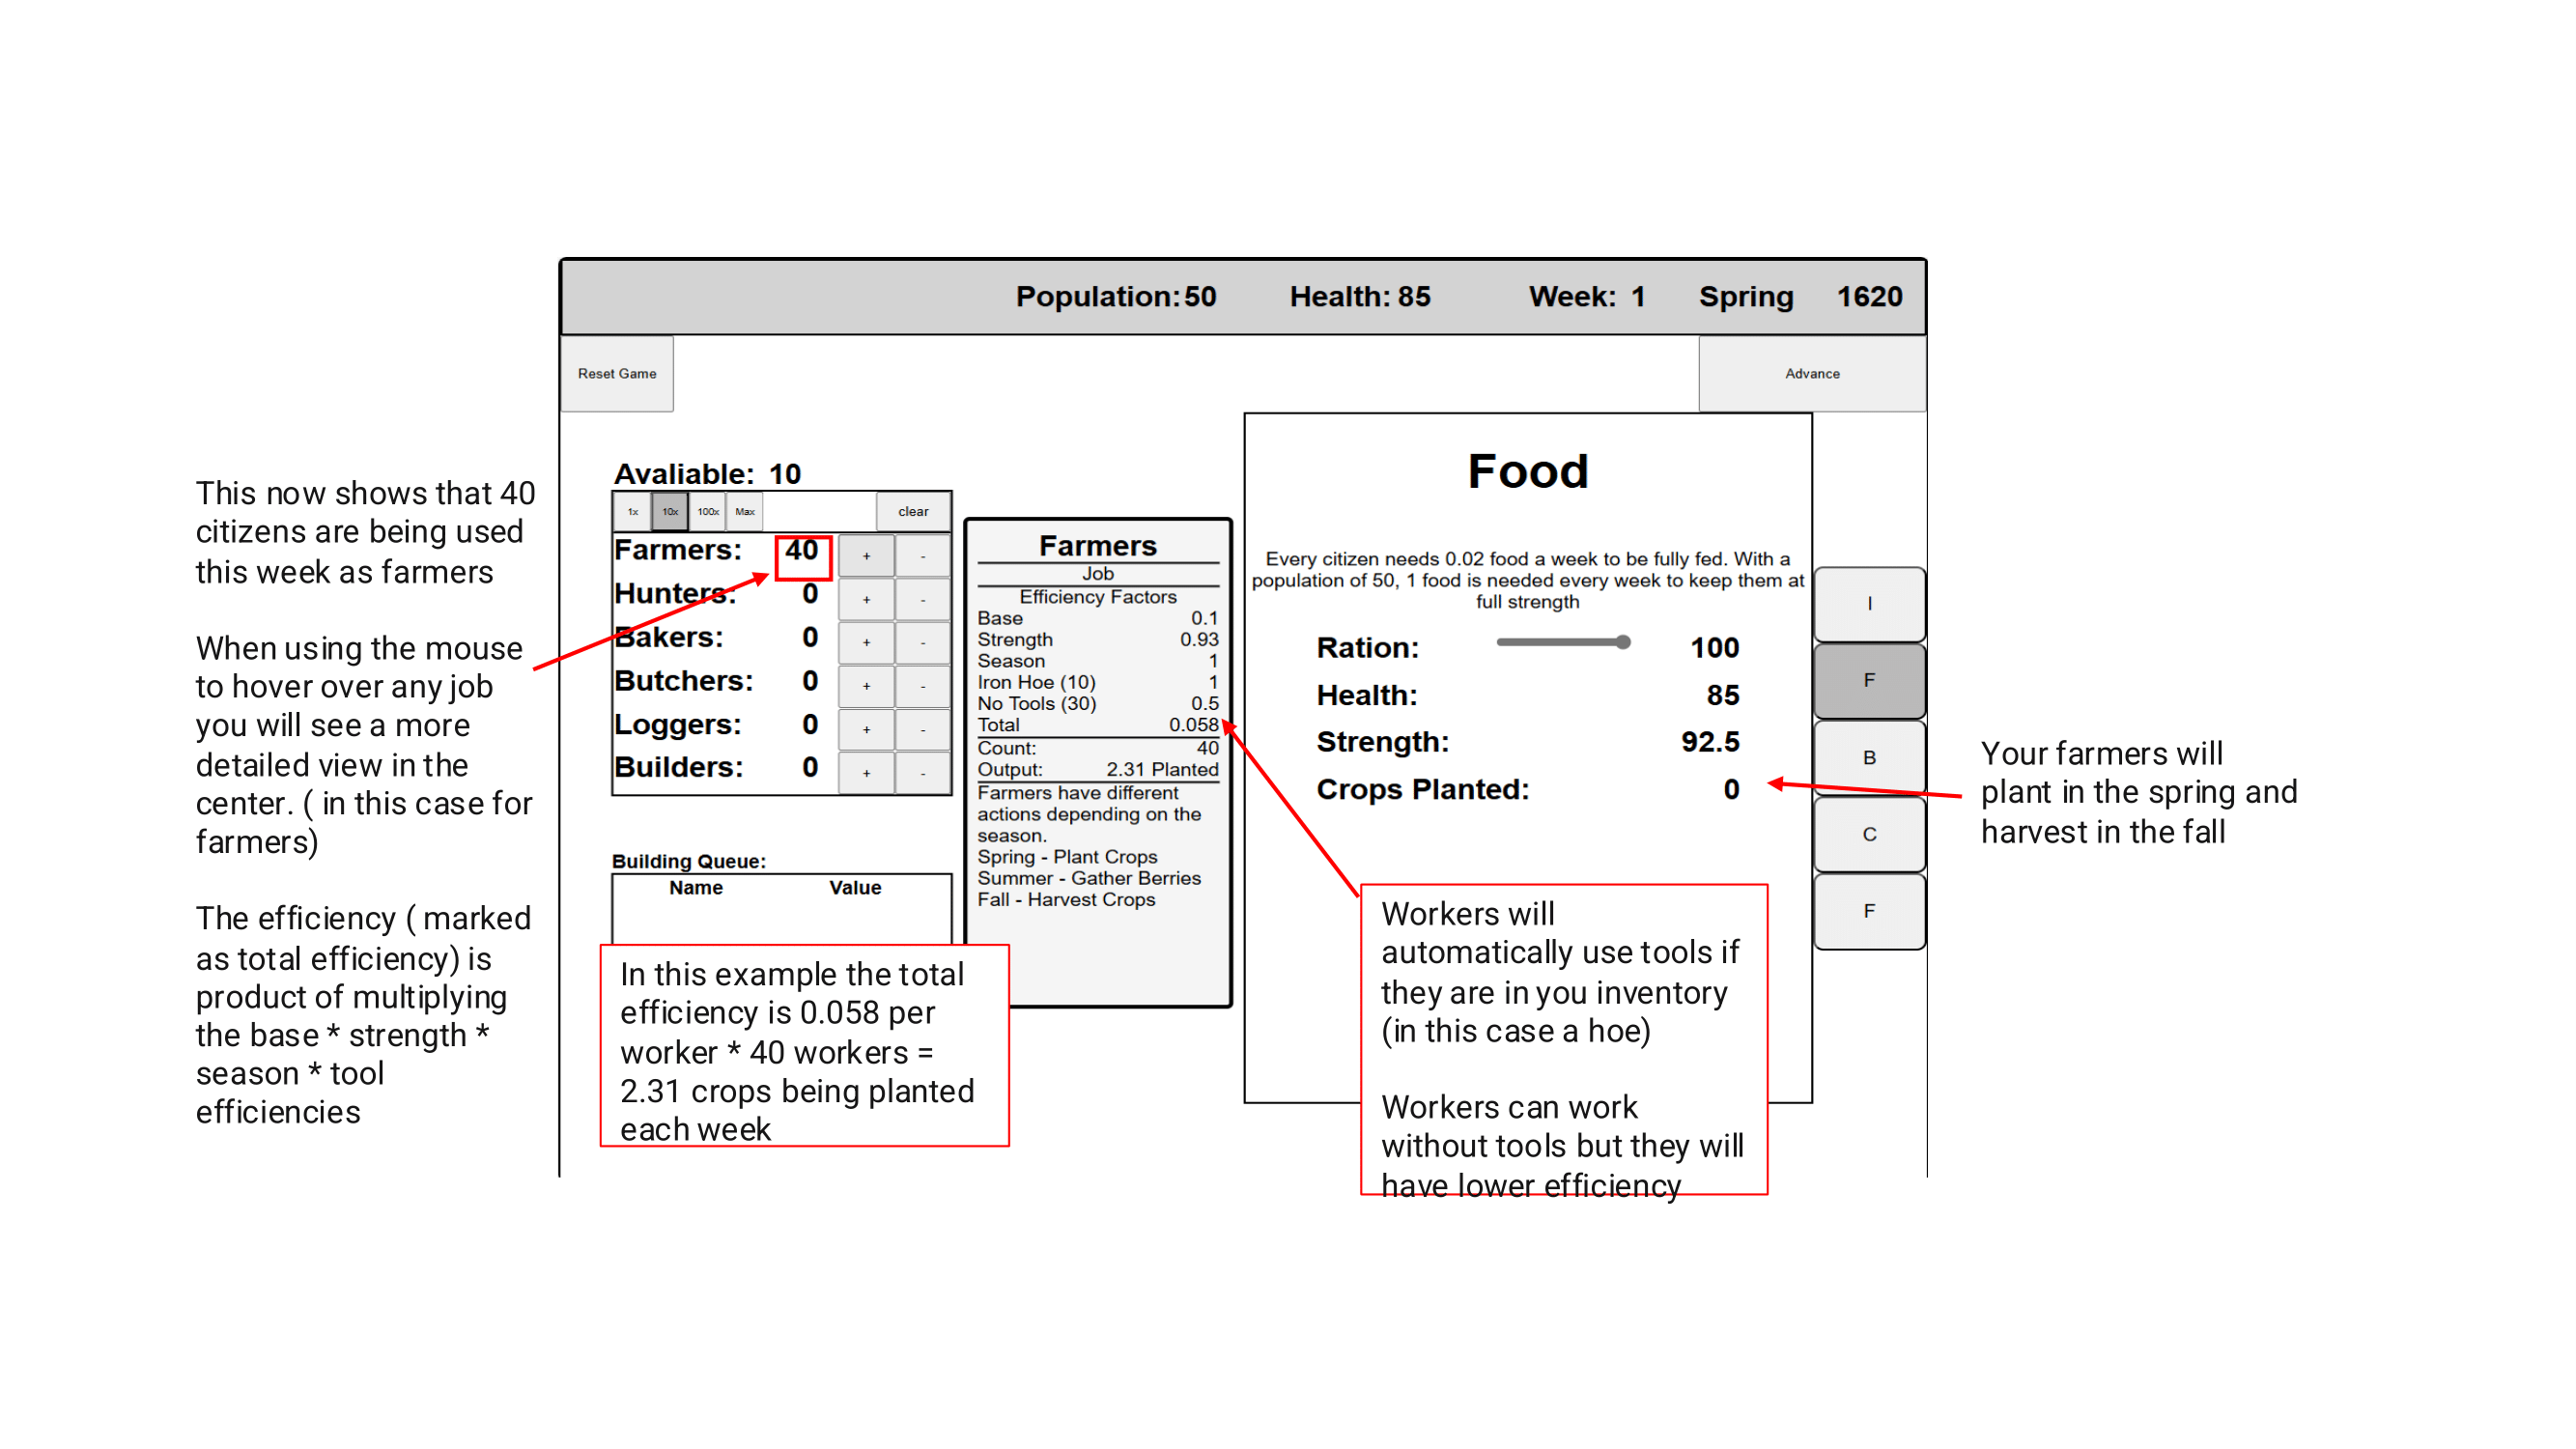 Population: 50 Health: 85 Week: 1 Spring 1620
Reset Game
Advance
This now shows that 40
citizens are being used
this week as farmers
When using the mouse
to hover over any job
you will see a more
detailed view in the
center. ( in this case for
farmers)
The efficiency ( marked
as total efficiency) is
product of multiplying
the base * strength *
season * tool
efficiencies
Avaliable: 10
1x 10x 100x Max clear
Farmers: 40 + -
Hunters: 0 + -
Bakers: 0 + -
Butchers: 0 + -
Loggers: 0 + -
Builders: 0 + -
Building Queue:
Name Value
In this example the total
efficiency is 0.058 per
worker * 40 workers =
2.31 crops being planted
each week
Farmers
Job
Efficiency Factors
Base 0.1
Strength 0.93
Season 1
Iron Hoe (10) 1
No Tools (30) 0.5
Total 0.058
Count: 40
Output: 2.31 Planted
Farmers have different
actions depending on the
season.
Spring - Plant Crops
Summer - Gather Berries
Fall - Harvest Crops
Food
Every citizen needs 0.02 food a week to be fully fed. With a
population of 50, 1 food is needed every week to keep them at
full strength
Ration: 100
Health: 85
Strength: 92.5
Crops Planted: 0
Workers will
automatically use tools if
they are in you inventory
(in this case a hoe)
Workers can work
without tools but they will
have lower efficiency
I
F
B
C
F
Your farmers will
plant in the spring and
harvest in the fall